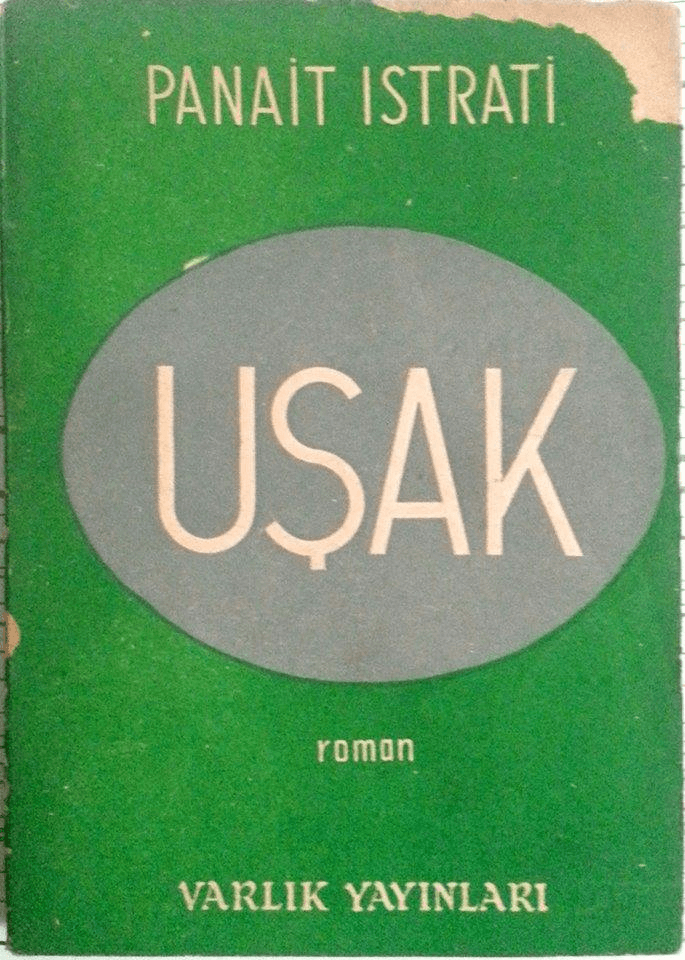 PANAİT ISTRATİ
UŞAK
roman
VARLIK YAYINLARI